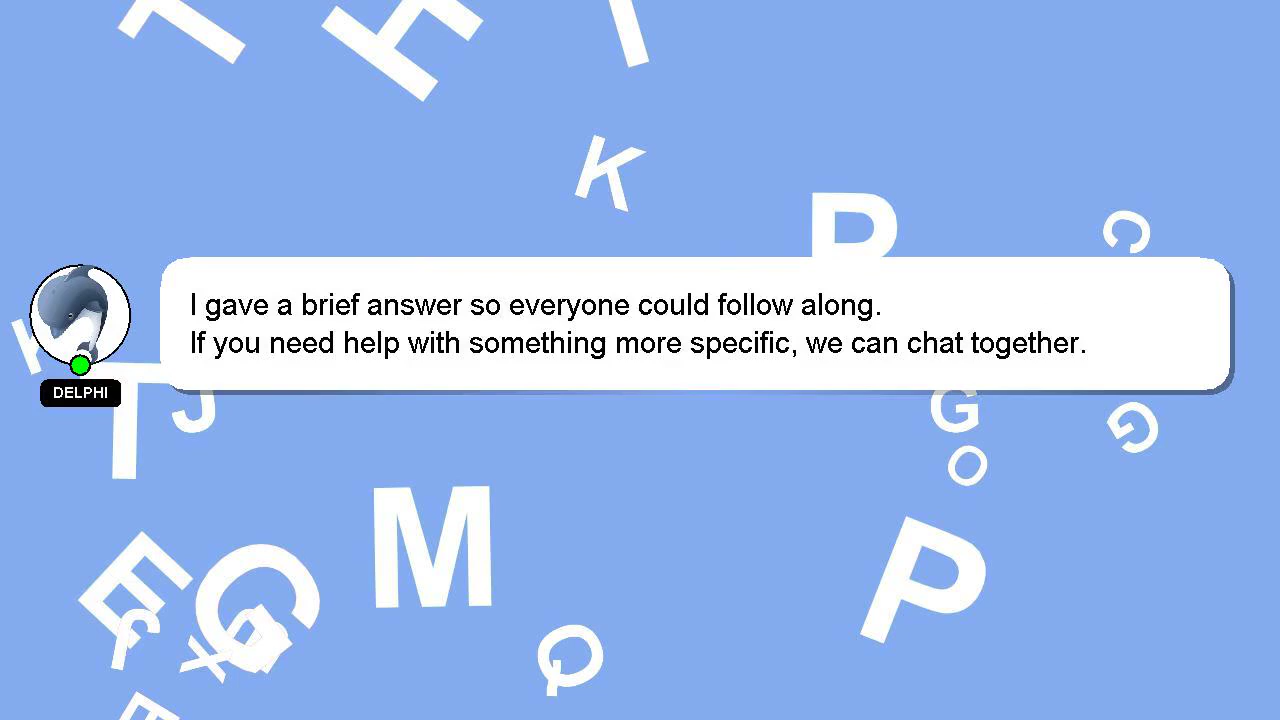 I gave a brief answer so everyone could follow along.
If you need help with something more specific, we can chat together.
DELPHI
T
H
I
K
P
C
K
T
J
G
G
O
M
P
E
G
J
X
Q
E